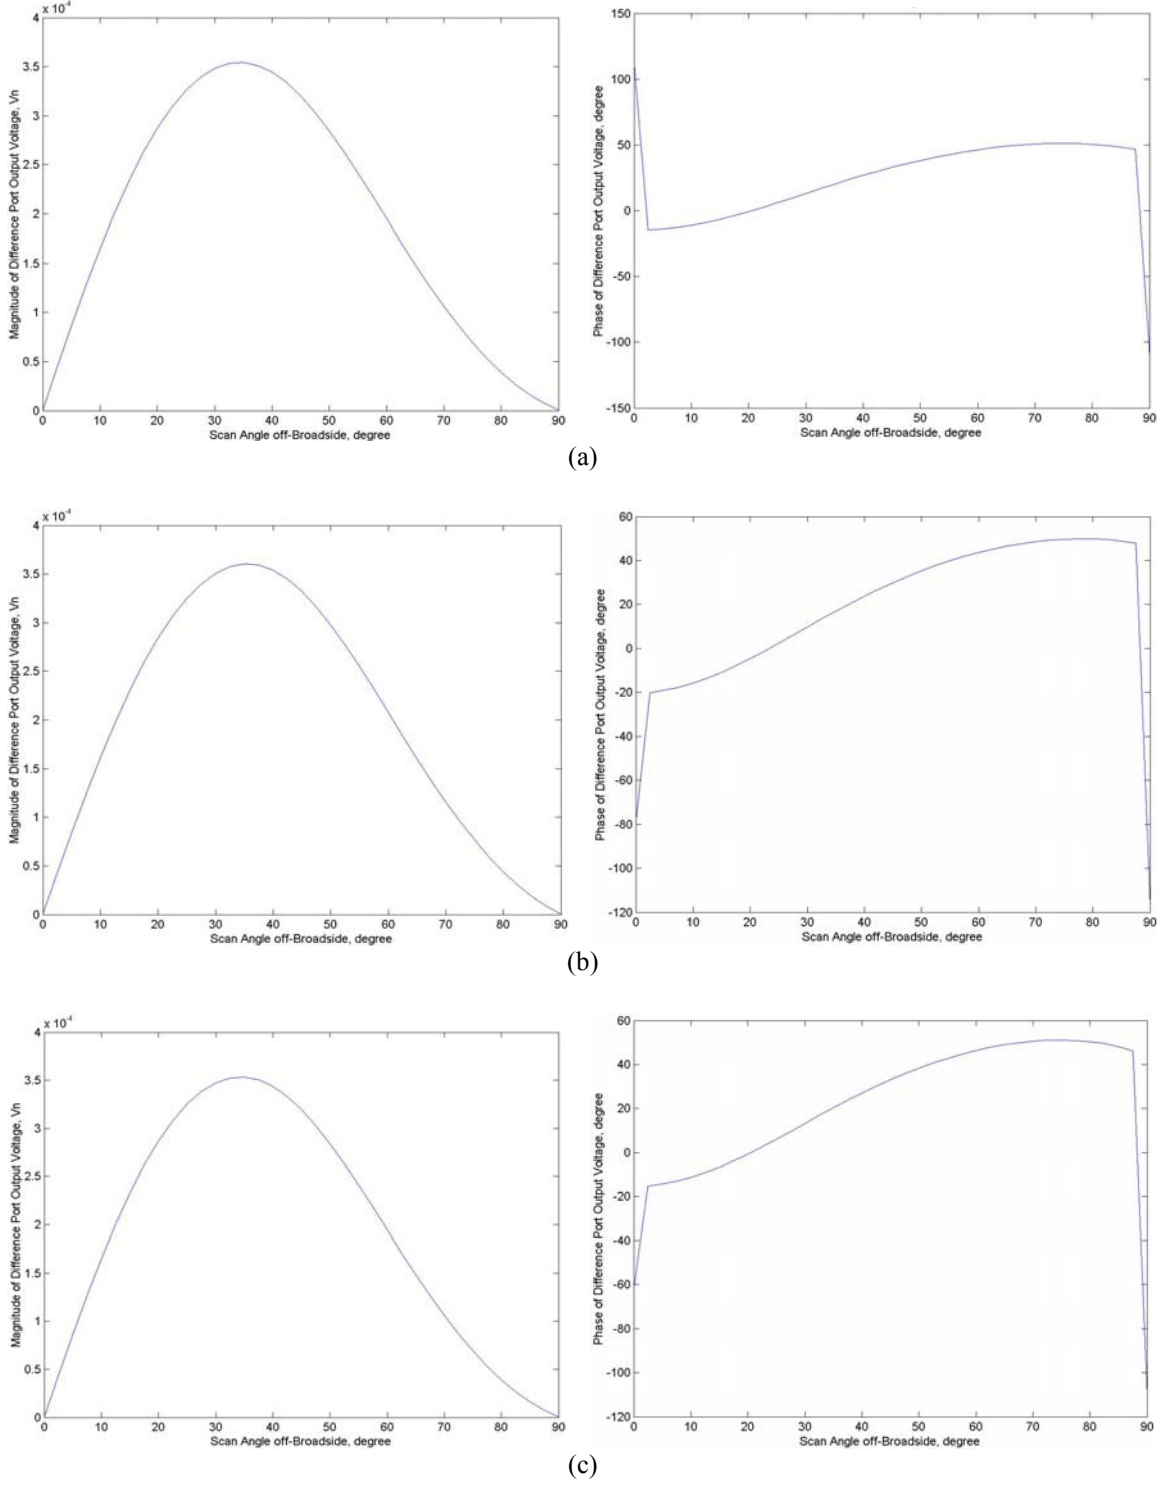 x 10⁻⁴
4
3.5
3
2.5
2
1.5
1
0.5
0
0 10 20 30 40 50 60 70 80 90
Magnitude of Difference Port Output Voltage, Vn
Scan Angle off-Broadside, degree
150
100
50
0
-50
-100
-150
0 10 20 30 40 50 60 70 80 90
Phase of Difference Port Output Voltage, degree
Scan Angle off-Broadside, degree
(a)
x 10⁻⁴
4
3.5
3
2.5
2
1.5
1
0.5
0
0 10 20 30 40 50 60 70 80 90
Magnitude of Difference Port Output Voltage, Vn
Scan Angle off-Broadside, degree
60
40
20
0
-20
-40
-60
-80
-100
-120
0 10 20 30 40 50 60 70 80 90
Phase of Difference Port Output Voltage, degree
Scan Angle off-Broadside, degree
(b)
x 10⁻⁴
4
3.5
3
2.5
2
1.5
1
0.5
0
0 10 20 30 40 50 60 70 80 90
Magnitude of Difference Port Output Voltage, Vn
Scan Angle off-Broadside, degree
60
40
20
0
-20
-40
-60
-80
-100
-120
0 10 20 30 40 50 60 70 80 90
Phase of Difference Port Output Voltage, degree
Scan Angle off-Broadside, degree
(c)